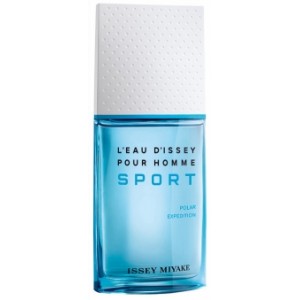 L'EAU D'ISSEY
POUR HOMME
SPORT
POLAR
EXPEDITION
ISSEY MIYAKE